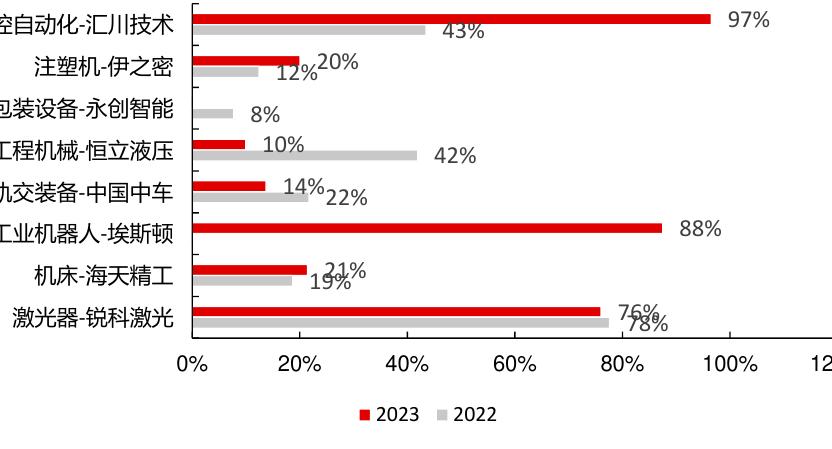 控自动化-汇川技术
97%
43%
注塑机-伊之密
20%
12%
包装设备-永创智能
8%
工程机械-恒立液压
10%
42%
轨交装备-中国中车
14%
22%
工业机器人-埃斯顿
88%
机床-海天精工
21%
19%
激光器-锐科激光
76%
78%
0% 20% 40% 60% 80% 100% 12
2023 2022